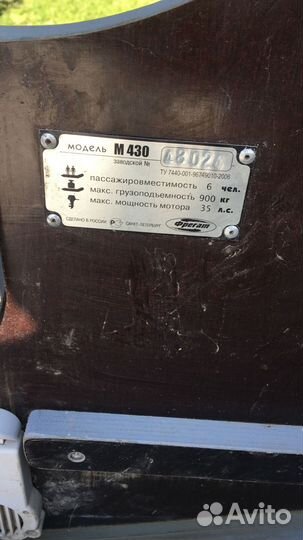 МОДЕЛЬ М 430
ЗАВОДСКОЙ №
ТУ 7440-001-96749010-2006
ПАССАЖИРОВМЕСТИМОСТЬ 6 ЧЕЛ.
МАКС. ГРУЗОПОДЪЕМНОСТЬ 900 КГ
МАКС. МОЩНОСТЬ МОТОРА 35 Л.С.
СДЕЛАНО В РОССИИ САНКТ-ПЕТЕРБУРГ Фрегат
Avito